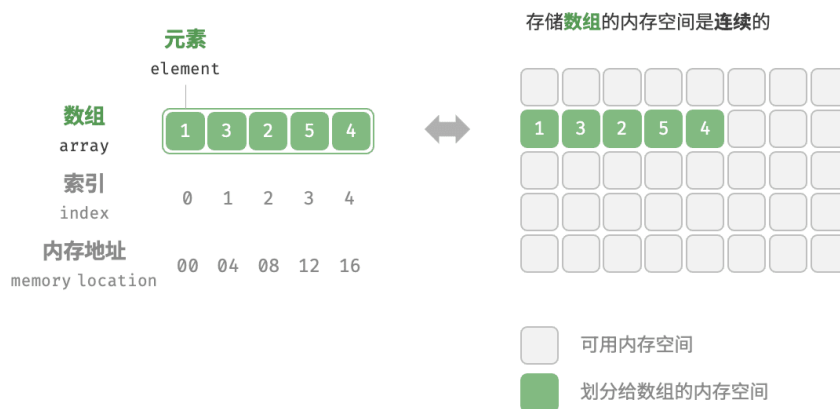 存储数组的内存空间是连续的
元素
element
数组
array
1 3 2 5 4
1 3 2 5 4
索引
index
0 1 2 3 4
内存地址
memory location
00 04 08 12 16
可用内存空间
划分给数组的内存空间